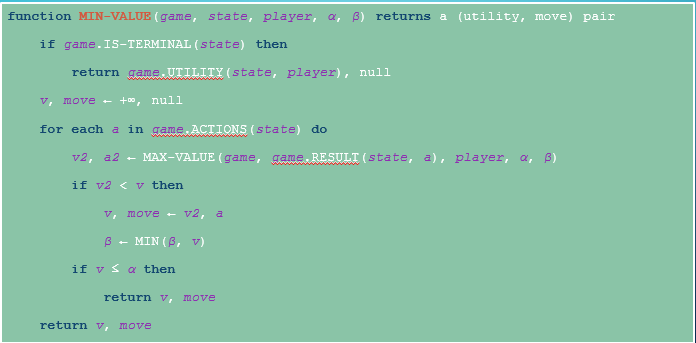 function MIN-VALUE(game, state, player, α, β) returns a (utility, move) pair
if game.IS-TERMINAL(state) then
return game.UTILITY(state, player), null
v, move ← +∞, null
for each a in game.ACTIONS(state) do
v2, a2 ← MAX-VALUE(game, game.RESULT(state, a), player, α, β)
if v2 < v then
v, move ← v2, a
β ← MIN(β, v)
if v ≤ α then
return v, move
return v, move